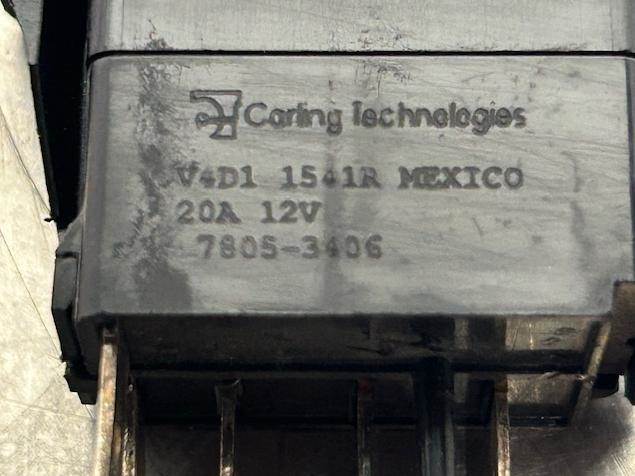 Carling Technologies
V4D1 1541R MEXICO
20A 12V
7805-3406